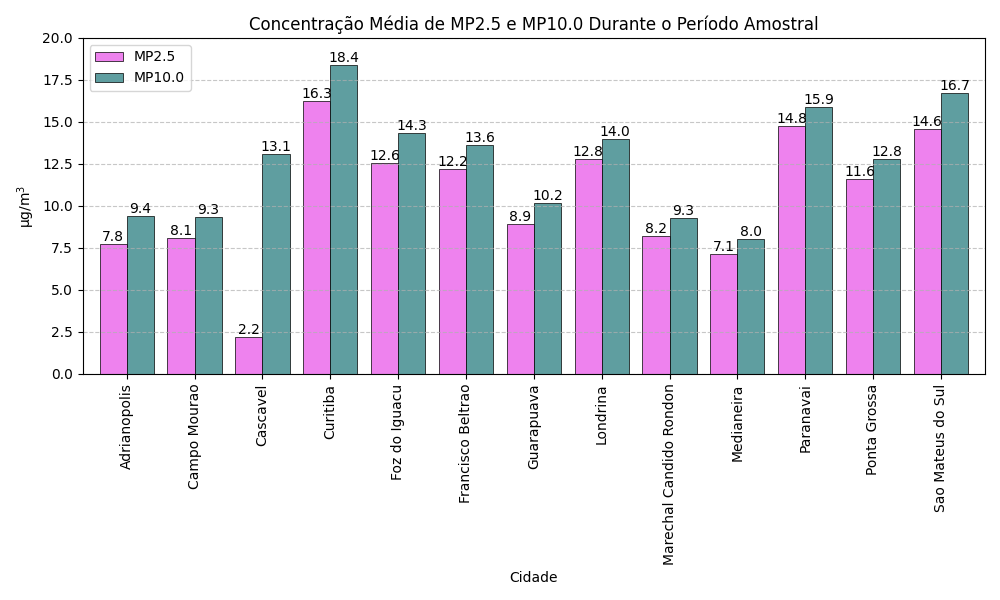 Concentração Média de MP2.5 e MP10.0 Durante o Período Amostral
MP2.5
MP10.0
20.0
17.5
15.0
12.5
10.0
7.5
5.0
2.5
0.0
µg/m³
7.8
9.4
8.1
9.3
2.2
13.1
16.3
18.4
12.6
14.3
12.2
13.6
8.9
10.2
12.8
14.0
8.2
9.3
7.1
8.0
14.8
15.9
11.6
12.8
14.6
16.7
Adrianopolis
Campo Mourao
Cascavel
Curitiba
Foz do Iguacu
Francisco Beltrao
Guarapuava
Londrina
Marechal Candido Rondon
Medianeira
Paranavai
Ponta Grossa
Sao Mateus do Sul
Cidade